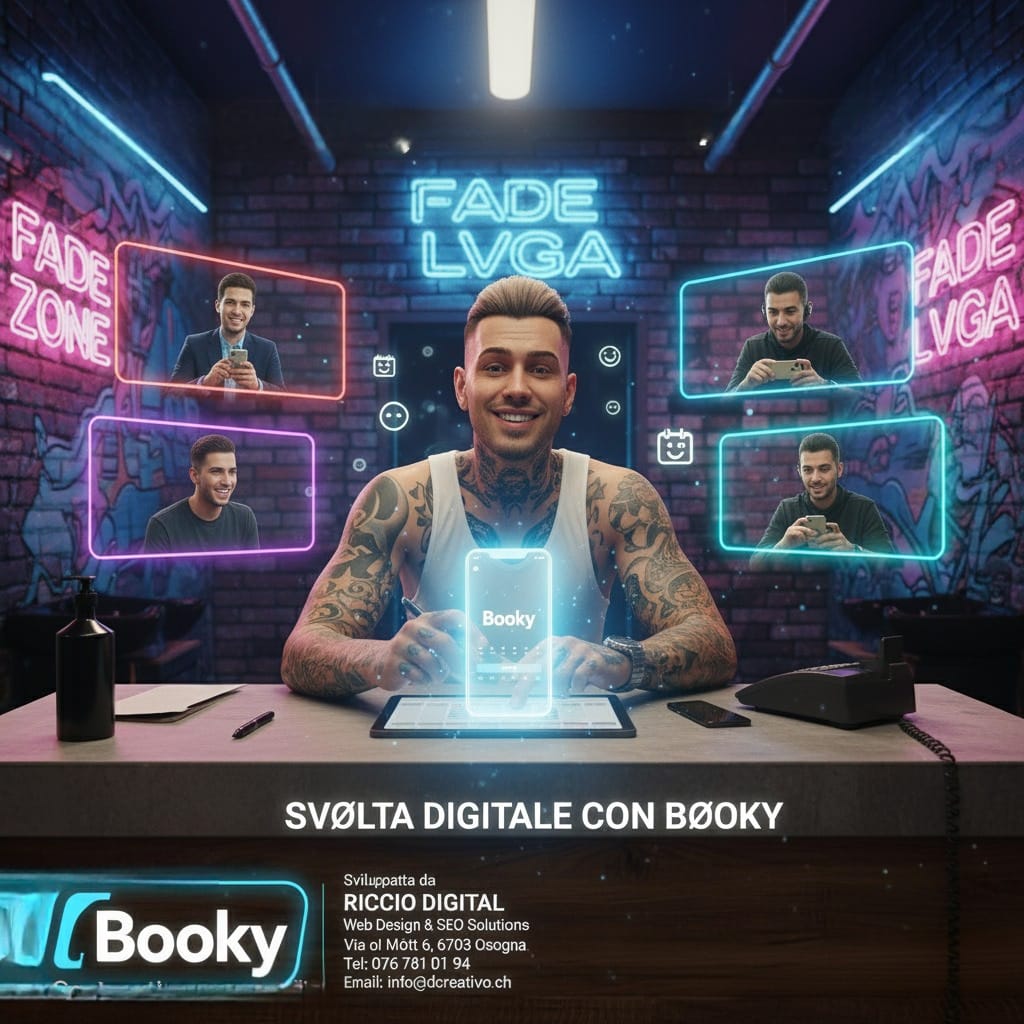 FADE
LVGA
FADE
ZONE
FADE
LVGA
Booky
SVØLTA DIGITALE CON BØOKY
Booky
Sviluppatta da
RICCIO DIGITAL
Web Design & SEO Solutions
Via ol Mòtt 6, 6703 Osogna
Tel: 076 781 01 94
Email: info@dcreativo.ch